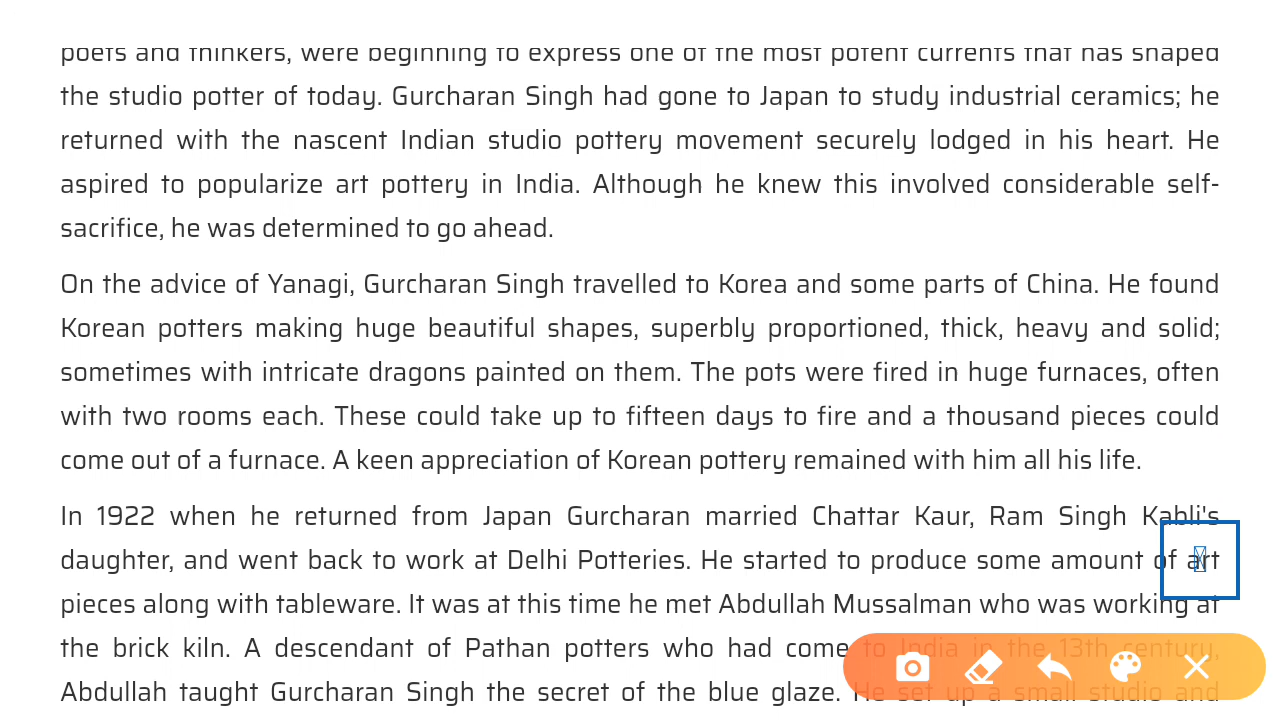 poets and thinkers, were beginning to express one of the most potent currents that has shaped
the studio potter of today. Gurcharan Singh had gone to Japan to study industrial ceramics; he
returned with the nascent Indian studio pottery movement securely lodged in his heart. He
aspired to popularize art pottery in India. Although he knew this involved considerable self-
sacrifice, he was determined to go ahead.
On the advice of Yanagi, Gurcharan Singh travelled to Korea and some parts of China. He found
Korean potters making huge beautiful shapes, superbly proportioned, thick, heavy and solid;
sometimes with intricate dragons painted on them. The pots were fired in huge furnaces, often
with two rooms each. These could take up to fifteen days to fire and a thousand pieces could
come out of a furnace. A keen appreciation of Korean pottery remained with him all his life.
In 1922 when he returned from Japan Gurcharan married Chattar Kaur, Ram Singh Kabli's
daughter, and went back to work at Delhi Potteries. He started to produce some amount of art
pieces along with tableware. It was at this time he met Abdullah Mussalman who was working at
the brick kiln. A descendant of Pathan potters who had come to India in the 13th century,
Abdullah taught Gurcharan Singh the secret of the blue glaze. He set up a small studio and